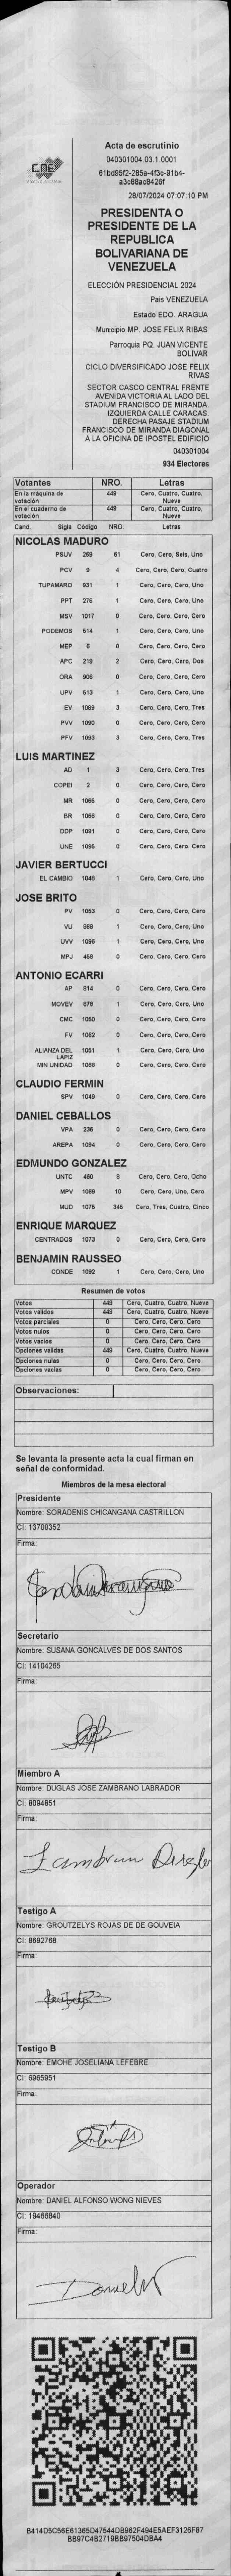 CNE
Acta de escrutinio
040301004.03.1.0001
28/07/2024 07:07:10 PM
PRESIDENTA O
PRESIDENTE DE LA
REPUBLICA
BOLIVARIANA DE
VENEZUELA
ELECCIÓN PRESIDENCIAL 2024
País VENEZUELA
Estado EDO. ARAGUA
Municipio MP. JOSE FELIX RIBAS
Parroquia PQ. JUAN VICENTE
BOLIVAR
CICLO DIVERSIFICADO JOSE FELIX
RIVAS
SECTOR CASCO CENTRAL FRENTE
AVENIDA VICTORIA AL LADO DEL
STADIUM FRANCISCO DE MIRANDA.
IZQUIERDA CALLE CARACAS.
DERECHA PASAJE STADIUM
FRANCISCO DE MIRANDA DIAGONAL
A LA OFICINA DE IPOSTEL EDIFICIO
040301004
934 Electores
Votantes NRO. Letras
En la máquina de votación 449 Cero, Cuatro, Cuatro, Nueve
En el cuaderno de votación 449 Cero, Cuatro, Cuatro, Nueve
Cand. Sigla Código NRO. Letras
NICOLAS MADURO
PSUV 269 61 Cero, Cero, Seis, Uno
PCV 9 4 Cero, Cero, Cero, Cuatro
TUPAMARO 931 1 Cero, Cero, Cero, Uno
PPT 276 1 Cero, Cero, Cero, Uno
MSV 1017 0 Cero, Cero, Cero, Cero
PODEMOS 514 1 Cero, Cero, Cero, Uno
MEP 6 0 Cero, Cero, Cero, Cero
APC 219 2 Cero, Cero, Cero, Dos
ORA 906 0 Cero, Cero, Cero, Cero
UPV 513 1 Cero, Cero, Cero, Uno
EV 1089 3 Cero, Cero, Cero, Tres
PVV 1090 0 Cero, Cero, Cero, Cero
PFV 1093 3 Cero, Cero, Cero, Tres
LUIS MARTINEZ
AD 1 3 Cero, Cero, Cero, Tres
COPEI 2 0 Cero, Cero, Cero, Cero
MR 1065 0 Cero, Cero, Cero, Cero
BR 1066 0 Cero, Cero, Cero, Cero
DDP 1091 0 Cero, Cero, Cero, Cero
UNE 1095 0 Cero, Cero, Cero, Cero
JAVIER BERTUCCI
EL CAMBIO 1048 1 Cero, Cero, Cero, Uno
JOSE BRITO
PV 1053 0 Cero, Cero, Cero, Cero
VU 868 1 Cero, Cero, Cero, Uno
UVV 1096 1 Cero, Cero, Cero, Uno
MPJ 458 0 Cero, Cero, Cero, Cero
ANTONIO ECARRI
AP 814 0 Cero, Cero, Cero, Cero
MOVEV 678 1 Cero, Cero, Cero, Uno
CMC 1050 0 Cero, Cero, Cero, Cero
FV 1062 0 Cero, Cero, Cero, Cero
ALIANZA DEL LAPIZ 1061 1 Cero, Cero, Cero, Uno
MIN UNIDAD 1068 0 Cero, Cero, Cero, Cero
CLAUDIO FERMIN
SPV 1049 0 Cero, Cero, Cero, Cero
DANIEL CEBALLOS
VPA 236 0 Cero, Cero, Cero, Cero
AREPA 1094 0 Cero, Cero, Cero, Cero
EDMUNDO GONZALEZ
UNTC 460 8 Cero, Cero, Cero, Ocho
MPV 1069 10 Cero, Cero, Uno, Cero
MUD 1076 345 Cero, Tres, Cuatro, Cinco
ENRIQUE MARQUEZ
CENTRADOS 1073 0 Cero, Cero, Cero, Cero
BENJAMIN RAUSSEO
CONDE 1092 1 Cero, Cero, Cero, Uno
Resumen de votos
Votos 449 Cero, Cuatro, Cuatro, Nueve
Votos validos 449 Cero, Cuatro, Cuatro, Nueve
Votos parciales 0 Cero, Cero, Cero, Cero
Votos nulos 0 Cero, Cero, Cero, Cero
Votos vacios 0 Cero, Cero, Cero, Cero
Opciones validas 449 Cero, Cuatro, Cuatro, Nueve
Opciones nulas 0 Cero, Cero, Cero, Cero
Opciones vacias 0 Cero, Cero, Cero, Cero
Observaciones:
Se levanta la presente acta la cual firman en
señal de conformidad.
Miembros de la mesa electoral
Presidente
Nombre: SORADENIS CHICANGANA CASTRILLON
CI: 13700352
Firma:
Secretario
Nombre: SUSANA GONCALVES DE DOS SANTOS
CI: 14104265
Firma:
Miembro A
Nombre: DUGLAS JOSE ZAMBRANO LABRADOR
CI: 8094851
Firma:
Testigo A
Nombre: GROUTZELYS ROJAS DE DE GOUVEIA
CI: 8692768
Firma:
Testigo B
Nombre: EMOHE JOSELIANA LEFEBRE
CI: 6965951
Firma:
Operador
Nombre: DANIEL ALFONSO WONG NIEVES
CI: 19466840
Firma: